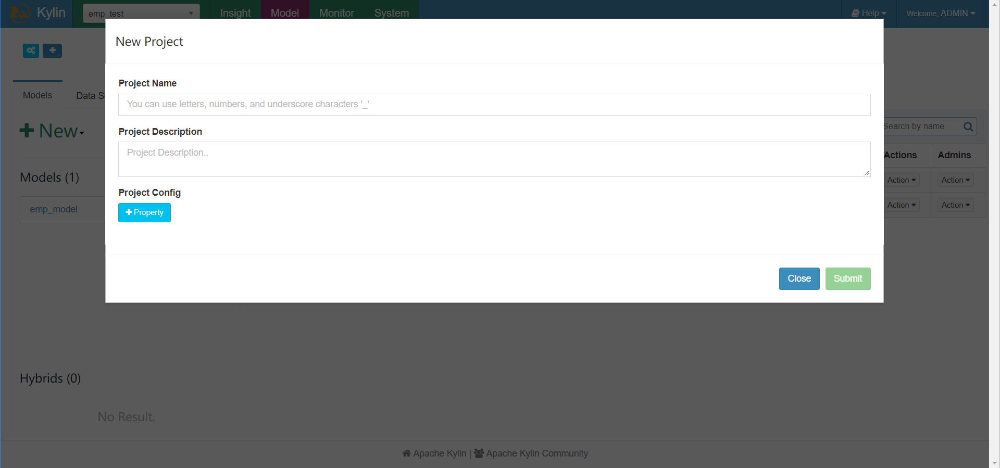 Kylin
emp_test
Insight
Model
Monitor
System
Help
Welcome, ADMIN
New Project
Models
Data S
Project Name
You can use letters, numbers, and underscore characters '_'
New
Search by name
Project Description
Project Description..
Actions
Admins
Models (1)
Action
Action
Project Config
Property
emp_model
Action
Action
Close
Submit
Hybrids (0)
No Result.
Apache Kylin | Apache Kylin Community